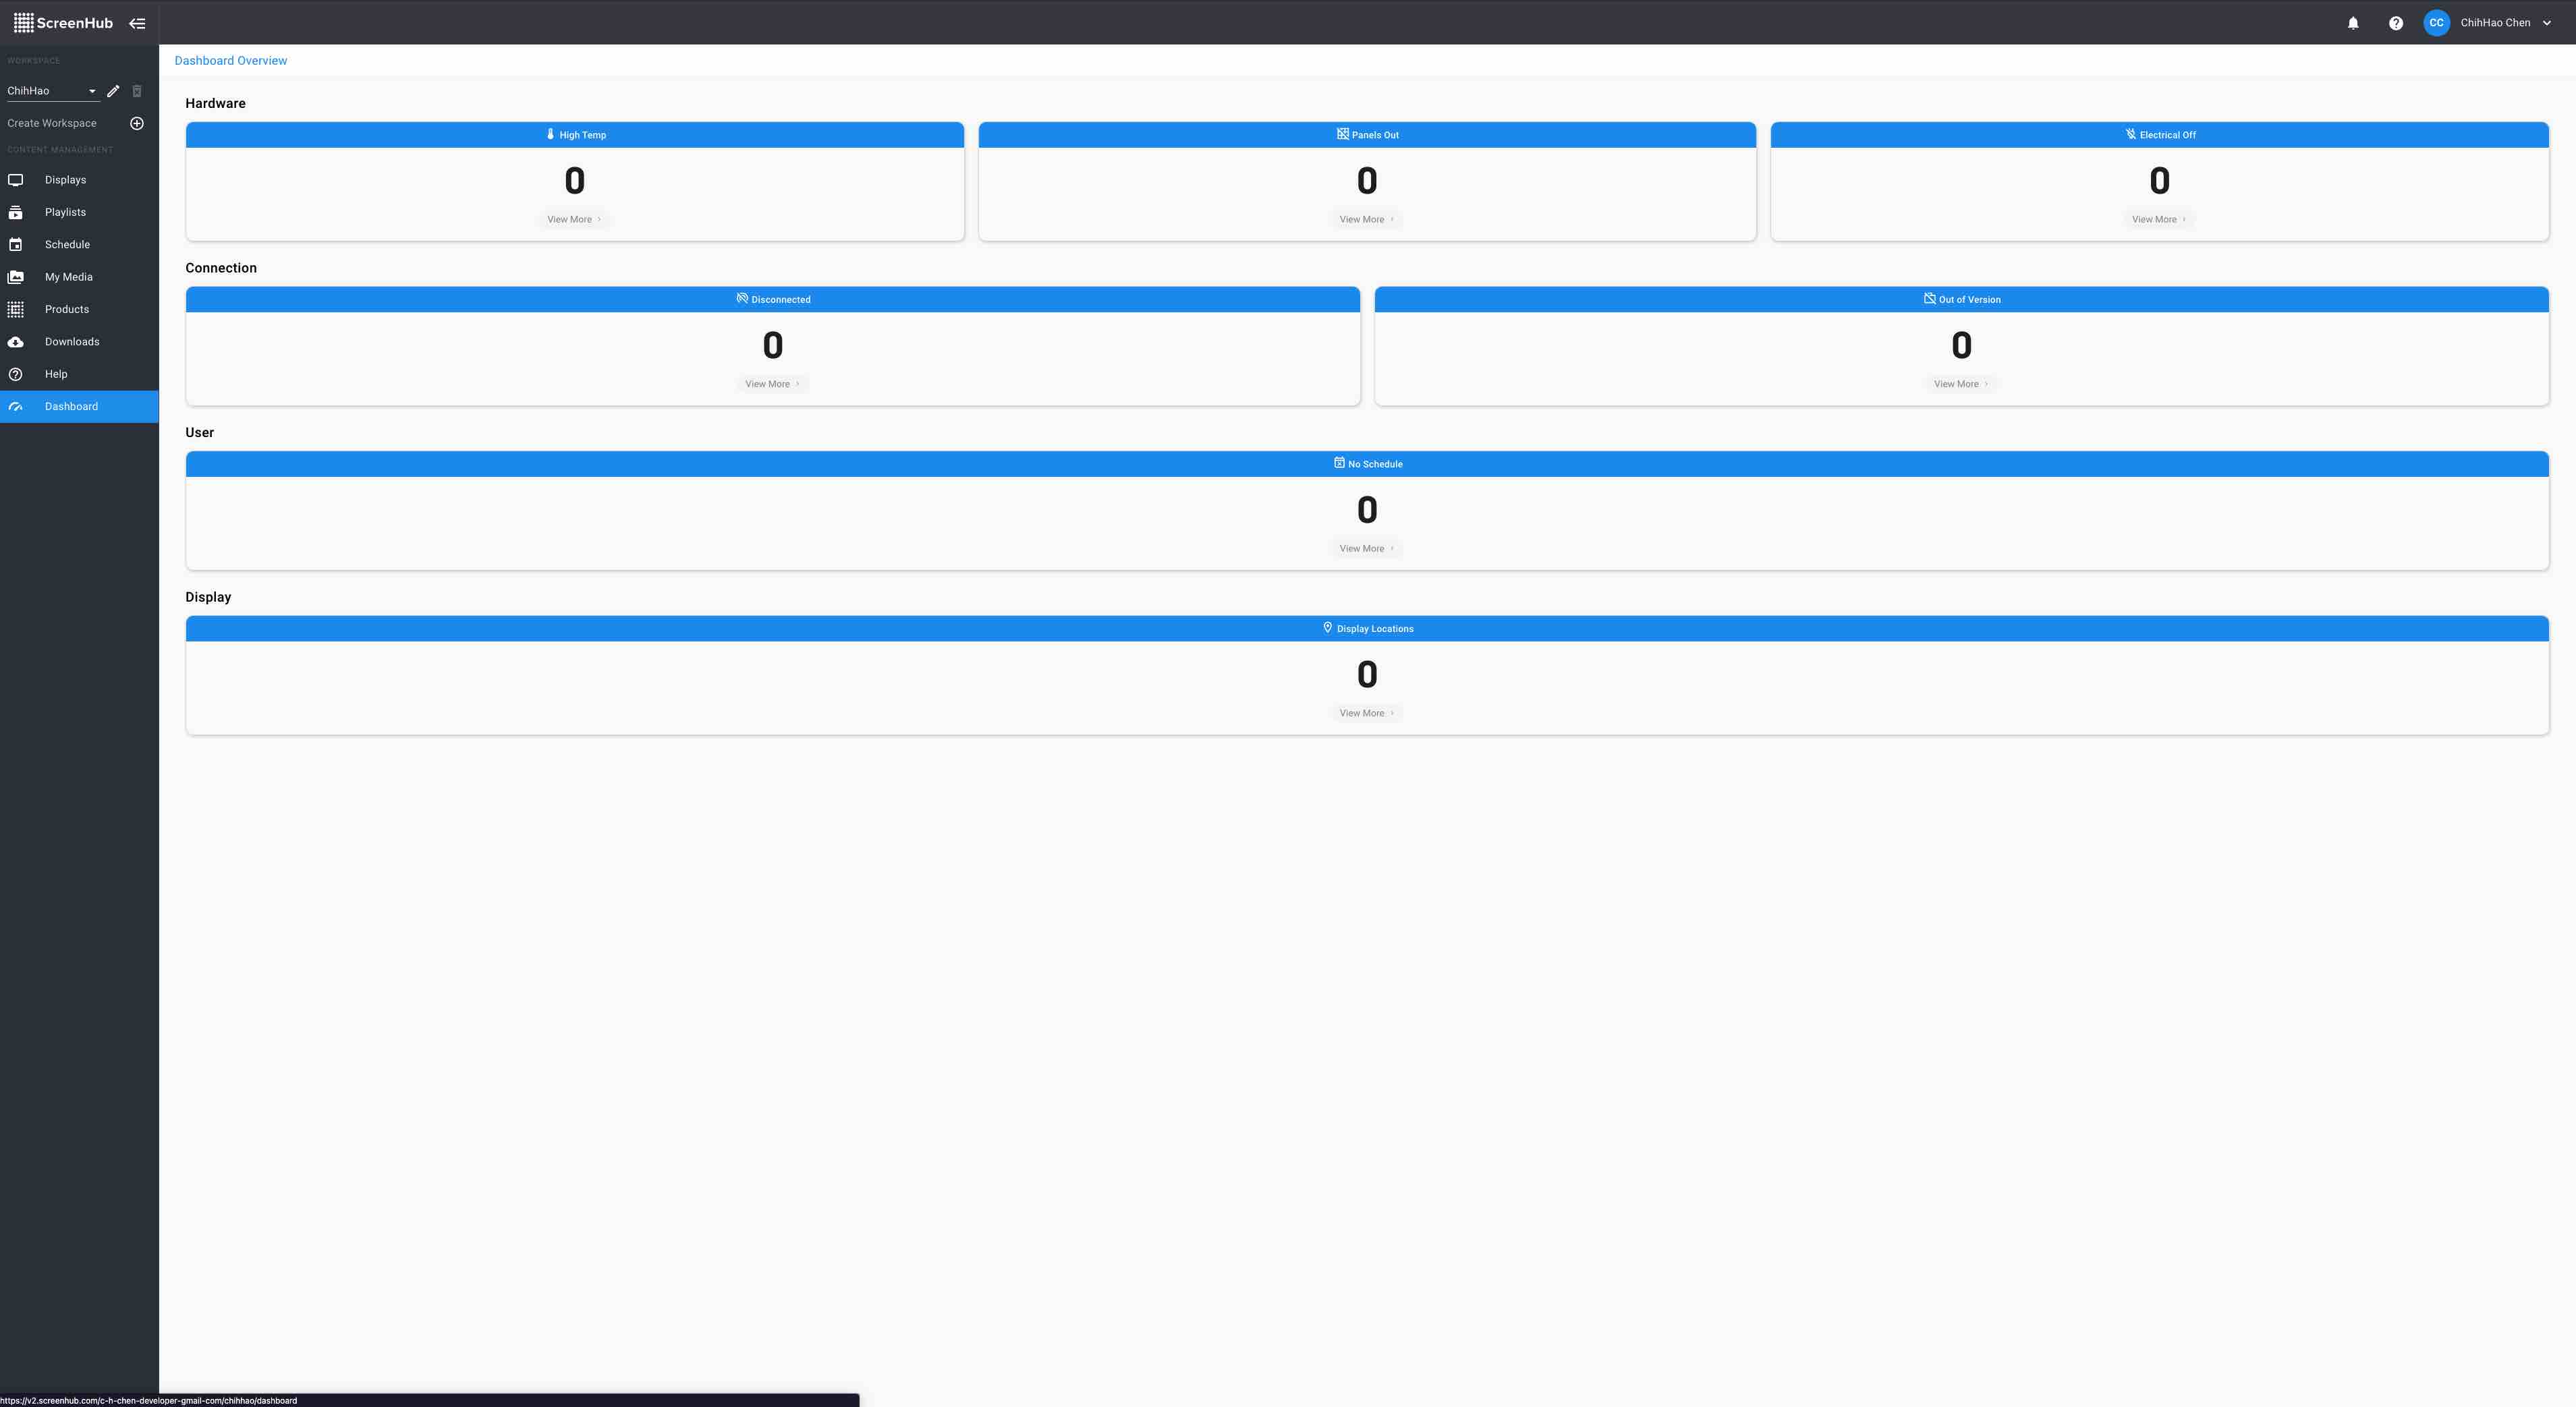 ScreenHub
CC ChihHao Chen
WORKSPACE
ChihHao
Create Workspace
CONTENT MANAGEMENT
Displays
Playlists
Schedule
My Media
Products
Downloads
Help
Dashboard
Dashboard Overview
Hardware
High Temp
0
View More
Panels Out
0
View More
Electrical Off
0
View More
Connection
Disconnected
0
View More
Out of Version
0
View More
User
No Schedule
0
View More
Display
Display Locations
0
View More
https://v2.screenhub.com/c-h-chen-developer-gmail-com/chihhao/dashboard